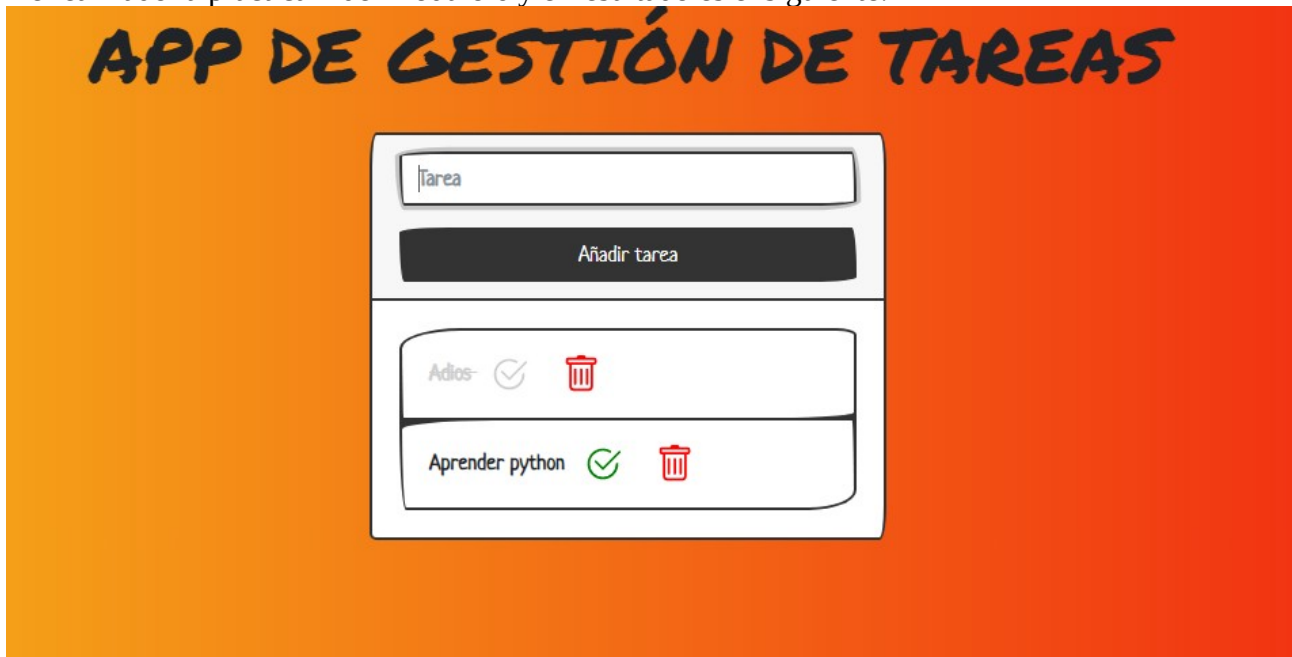 APP DE GESTIÓN DE TAREAS
Tarea
Añadir tarea
Adios
Aprender python